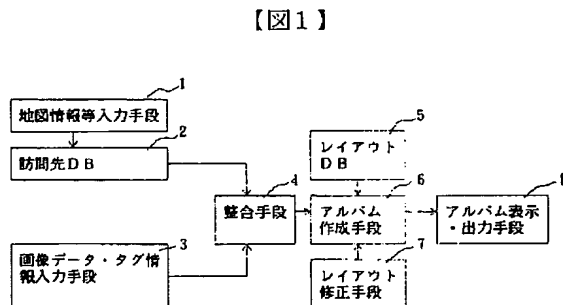 【図1】
1
地図情報等入力手段
2
訪問先DB
3
画像データ・タグ情
報入力手段
4
整合手段
5
レイアウト
DB
6
アルバム
作成手段
7
レイアウト
修正手段
アルバム表示
・出力手段